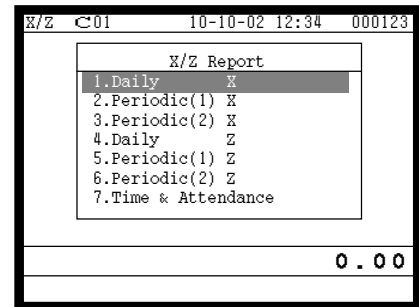 X/Z C01 10-10-02 12:34 000123
X/Z Report
1.Daily X
2.Periodic(1) X
3.Periodic(2) X
4.Daily Z
5.Periodic(1) Z
6.Periodic(2) Z
7.Time & Attendance
0.00